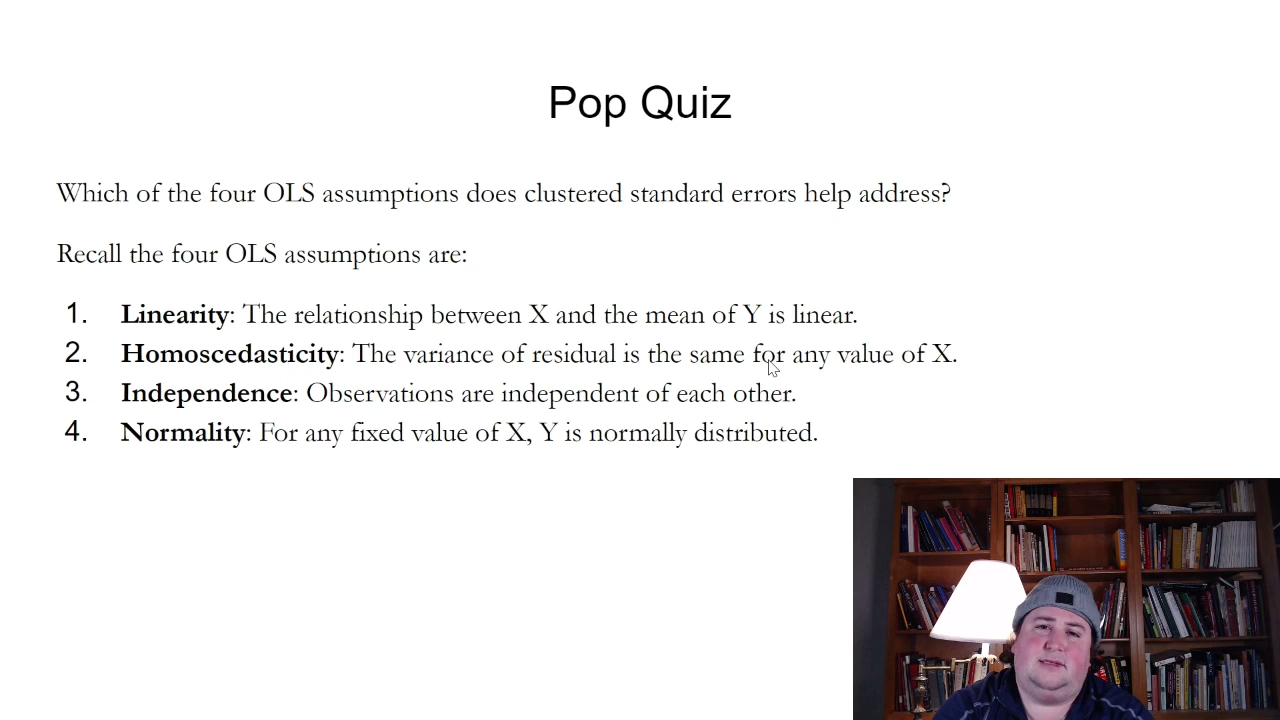 Pop Quiz
Which of the four OLS assumptions does clustered standard errors help address?
Recall the four OLS assumptions are:
1. Linearity: The relationship between X and the mean of Y is linear.
2. Homoscedasticity: The variance of residual is the same for any value of X.
3. Independence: Observations are independent of each other.
4. Normality: For any fixed value of X, Y is normally distributed.